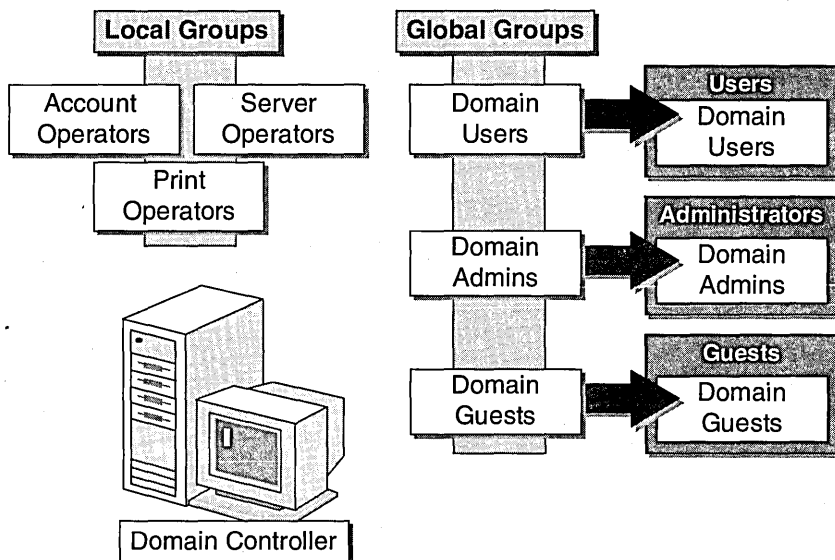 Local Groups
Account
Operators
Server
Operators
Print
Operators
Domain Controller
Global Groups
Domain
Users
Domain
Admins
Domain
Guests
Users
Domain
Users
Administrators
Domain
Admins
Guests
Domain
Guests